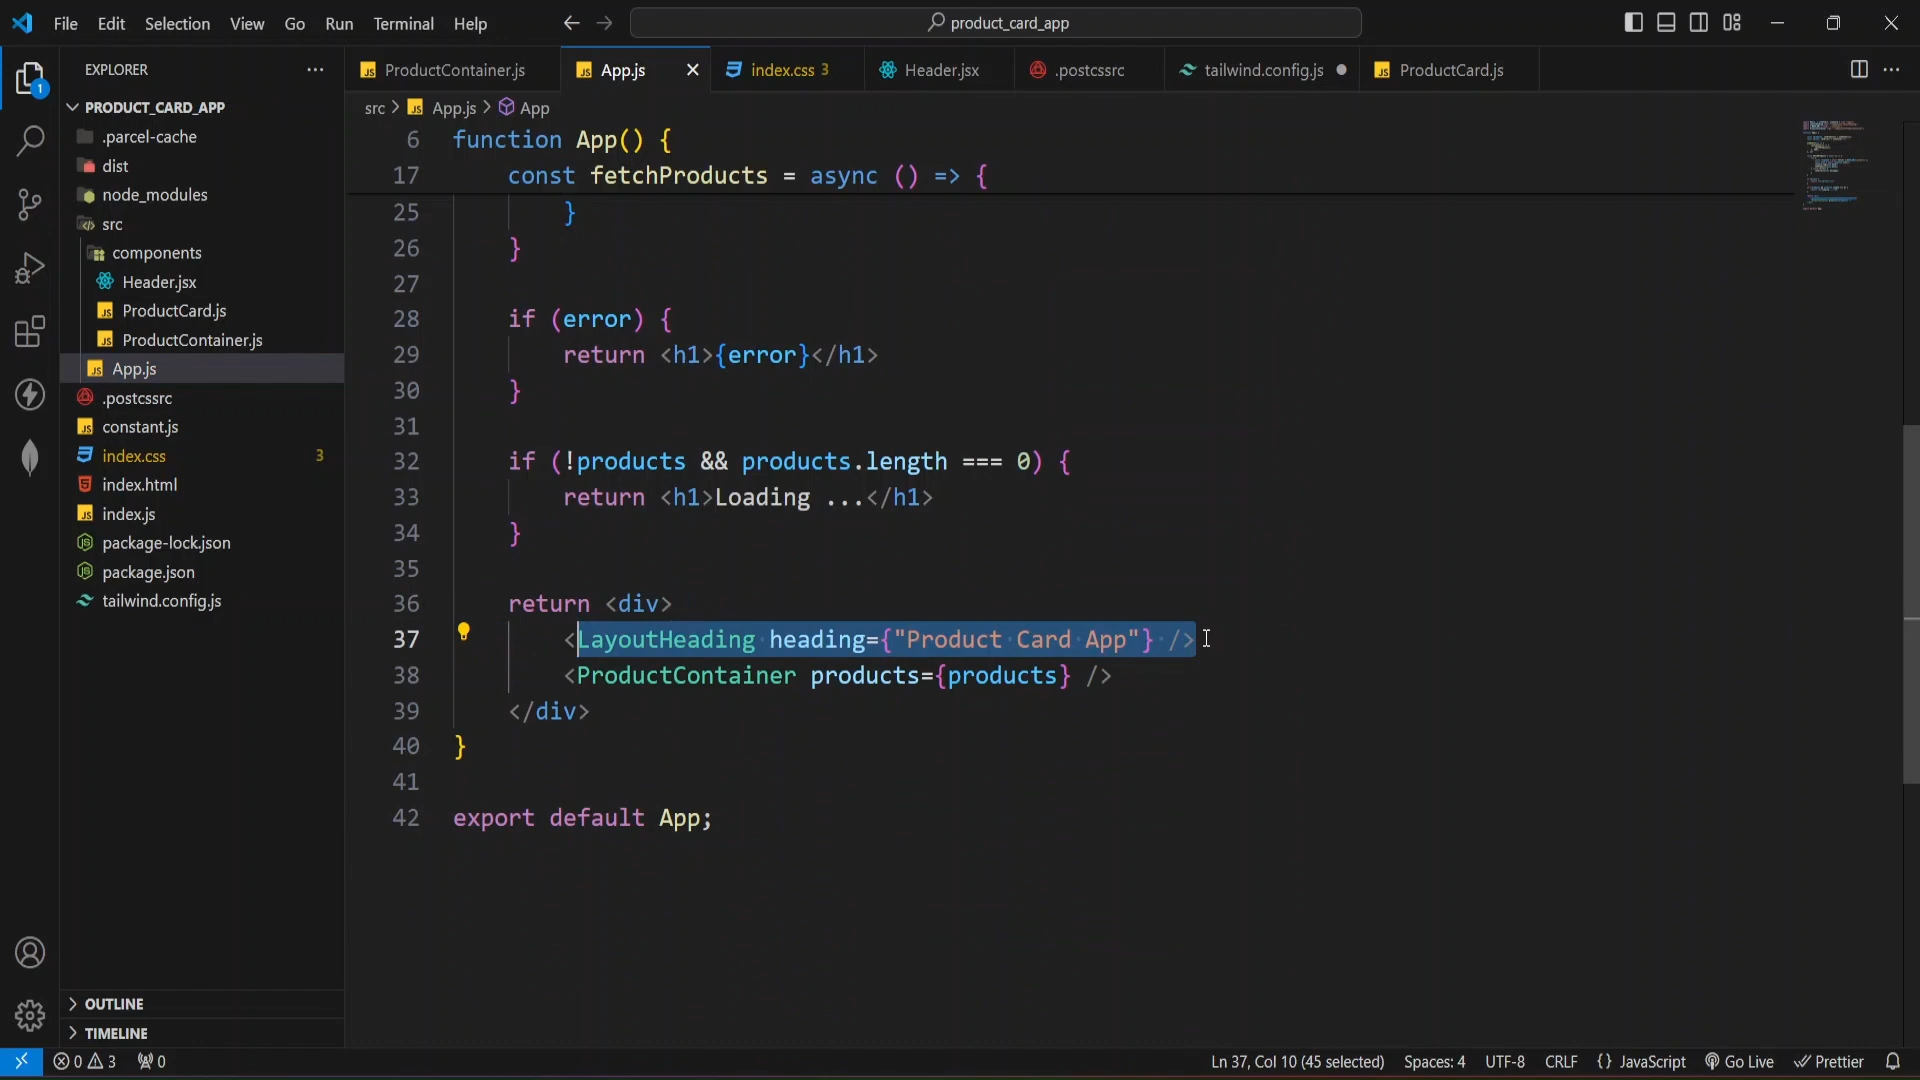 File Edit Selection View Go Run Terminal Help
product_card_app
EXPLORER
ProductContainer.js
App.js
index.css 3
Header.jsx
.postcssrc
tailwind.config.js
ProductCard.js
1
PRODUCT_CARD_APP
.parcel-cache
dist
node_modules
src
components
Header.jsx
ProductCard.js
ProductContainer.js
App.js
.postcssrc
constant.js
index.css 3
index.html
index.js
package-lock.json
package.json
tailwind.config.js
OUTLINE
TIMELINE
src > App.js > App
6 function App() {
17 const fetchProducts = async () => {
25 }
26 }
27
28 if (error) {
29 return <h1>{error}</h1>
30 }
31
32 if (!products && products.length === 0) {
33 return <h1>Loading ...</h1>
34 }
35
36 return <div>
37 <LayoutHeading heading={"Product Card App"} />
38 <ProductContainer products={products} />
39 </div>
40 }
41
42 export default App;
0 3 0
Ln 37, Col 10 (45 selected) Spaces: 4 UTF-8 CRLF {} JavaScript Go Live Prettier